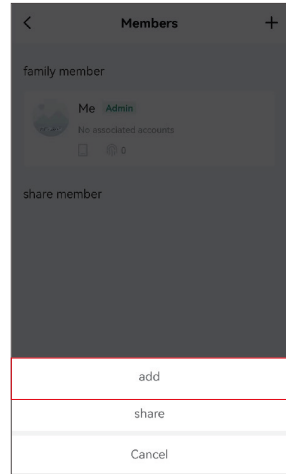 Members
family member
Me Admin
No associated accounts
0
share member
add
share
Cancel